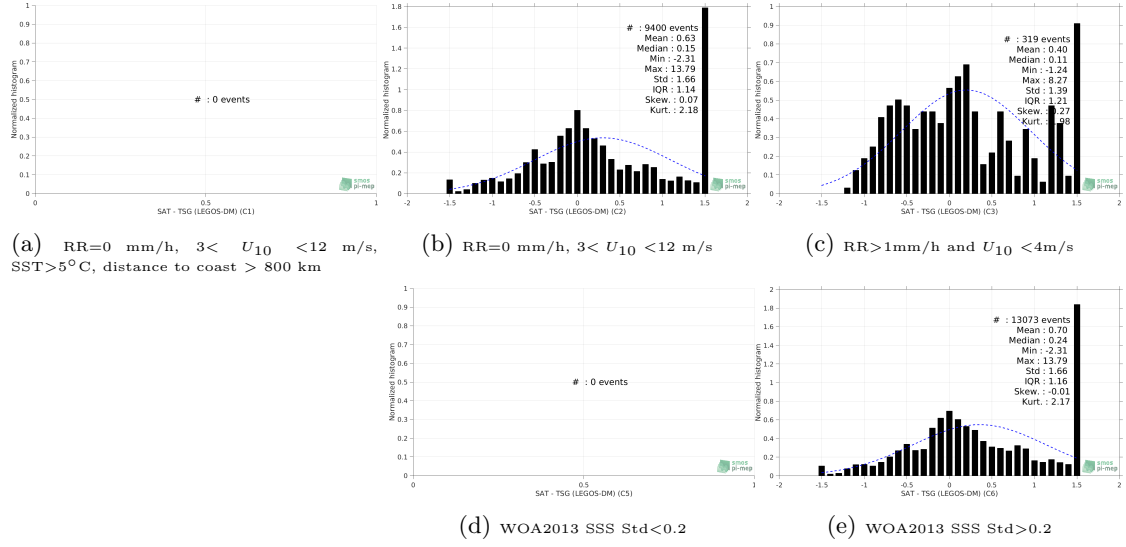 Normalized histogram
1
0.9
0.8
0.7
0.6
0.5
0.4
0.3
0.2
0.1
0
# : 0 events
smos
pi-mep
0 0.5 1
SAT - TSG (LEGOS-DM) (C1)
(a) RR=0 mm/h, 3< U10 <12 m/s,
SST>5°C, distance to coast > 800 km
Normalized histogram
1.8
1.6
1.4
1.2
1
0.8
0.6
0.4
0.2
0
# : 9400 events
Mean : 0.63
Median : 0.15
Min : -2.31
Max : 13.79
Std : 1.66
IQR : 1.14
Skew. : 0.07
Kurt. : 2.18
smos
pi-mep
-2 -1.5 -1 -0.5 0 0.5 1 1.5 2
SAT - TSG (LEGOS-DM) (C2)
(b) RR=0 mm/h, 3< U10 <12 m/s
Normalized histogram
1
0.9
0.8
0.7
0.6
0.5
0.4
0.3
0.2
0.1
0
# : 319 events
Mean : 0.40
Median : 0.11
Min : -1.24
Max : 8.27
Std : 1.39
IQR : 1.21
Skew.
.27
Kurt.
.98
smos
pi-mep
-2 -1.5 -1 -0.5 0 0.5 1 1.5 2
SAT - TSG (LEGOS-DM) (C3)
(c) RR>1mm/h and U10 <4m/s
Normalized histogram
1
0.9
0.8
0.7
0.6
0.5
0.4
0.3
0.2
0.1
0
# : 0 events
smos
pi-mep
0 0.5 1
SAT - TSG (LEGOS-DM) (C5)
(d) WOA2013 SSS Std<0.2
Normalized histogram
2
1.8
1.6
1.4
1.2
1
0.8
0.6
0.4
0.2
0
# : 13073 events
Mean : 0.70
Median : 0.24
Min : -2.31
Max : 13.79
Std : 1.66
IQR : 1.16
Skew. : -0.01
Kurt. : 2.17
smos
pi-mep
-2 -1.5 -1 -0.5 0 0.5 1 1.5 2
SAT - TSG (LEGOS-DM) (C6)
(e) WOA2013 SSS Std>0.2